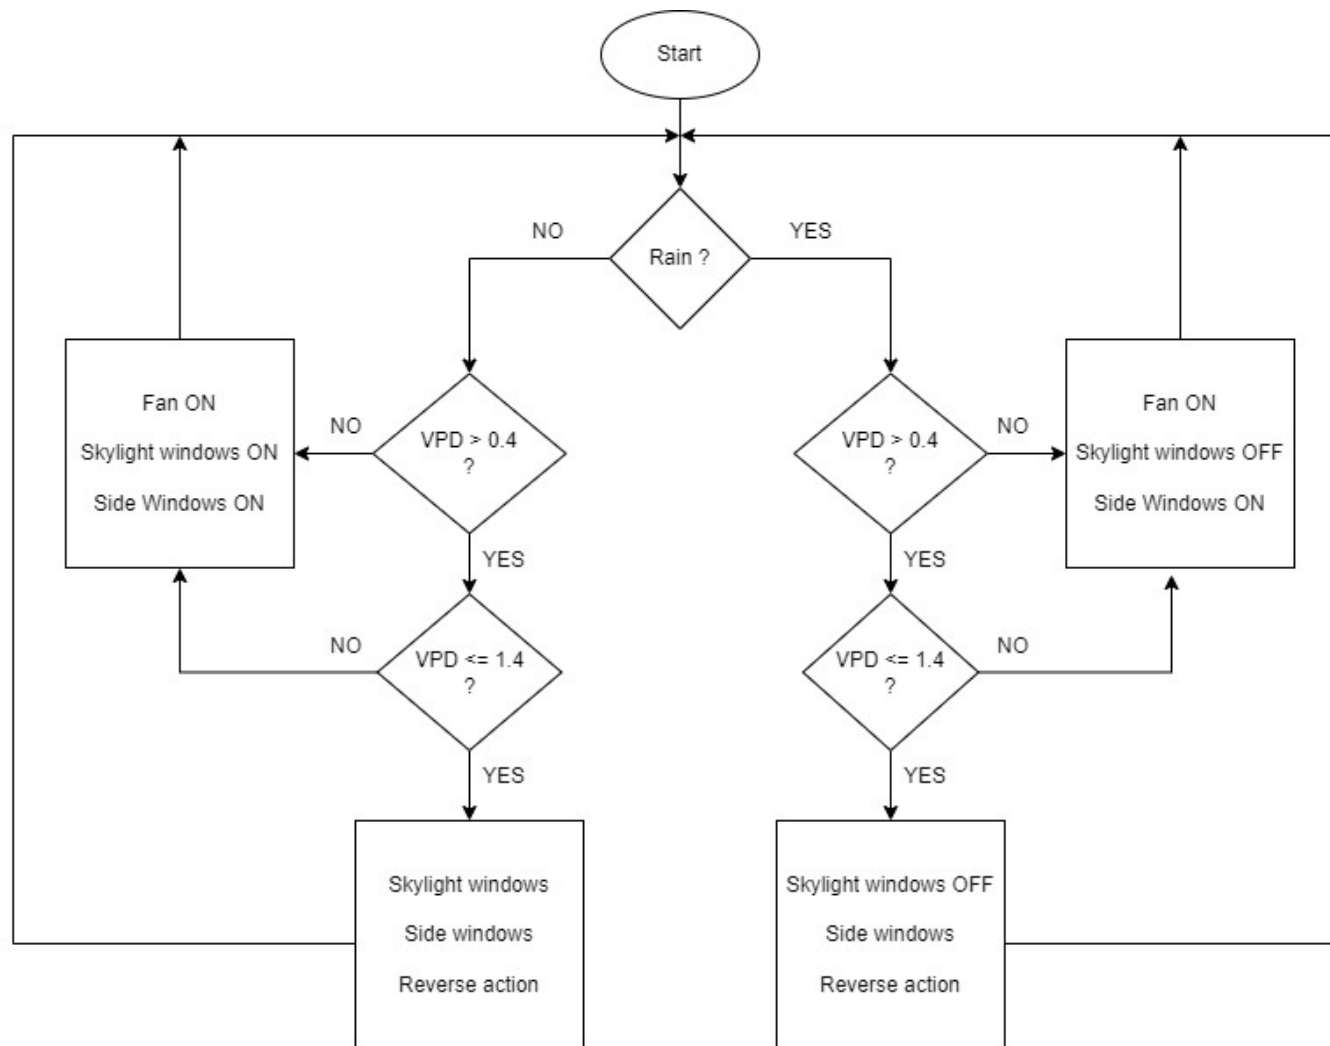 Start
NO
YES
Rain ?
Fan ON
Skylight windows ON
Side Windows ON
NO
VPD > 0.4
?
VPD > 0.4
?
NO
Fan ON
Skylight windows OFF
Side Windows ON
YES
YES
NO
VPD <= 1.4
?
VPD <= 1.4
?
NO
YES
YES
Skylight windows
Side windows
Reverse action
Skylight windows OFF
Side windows
Reverse action